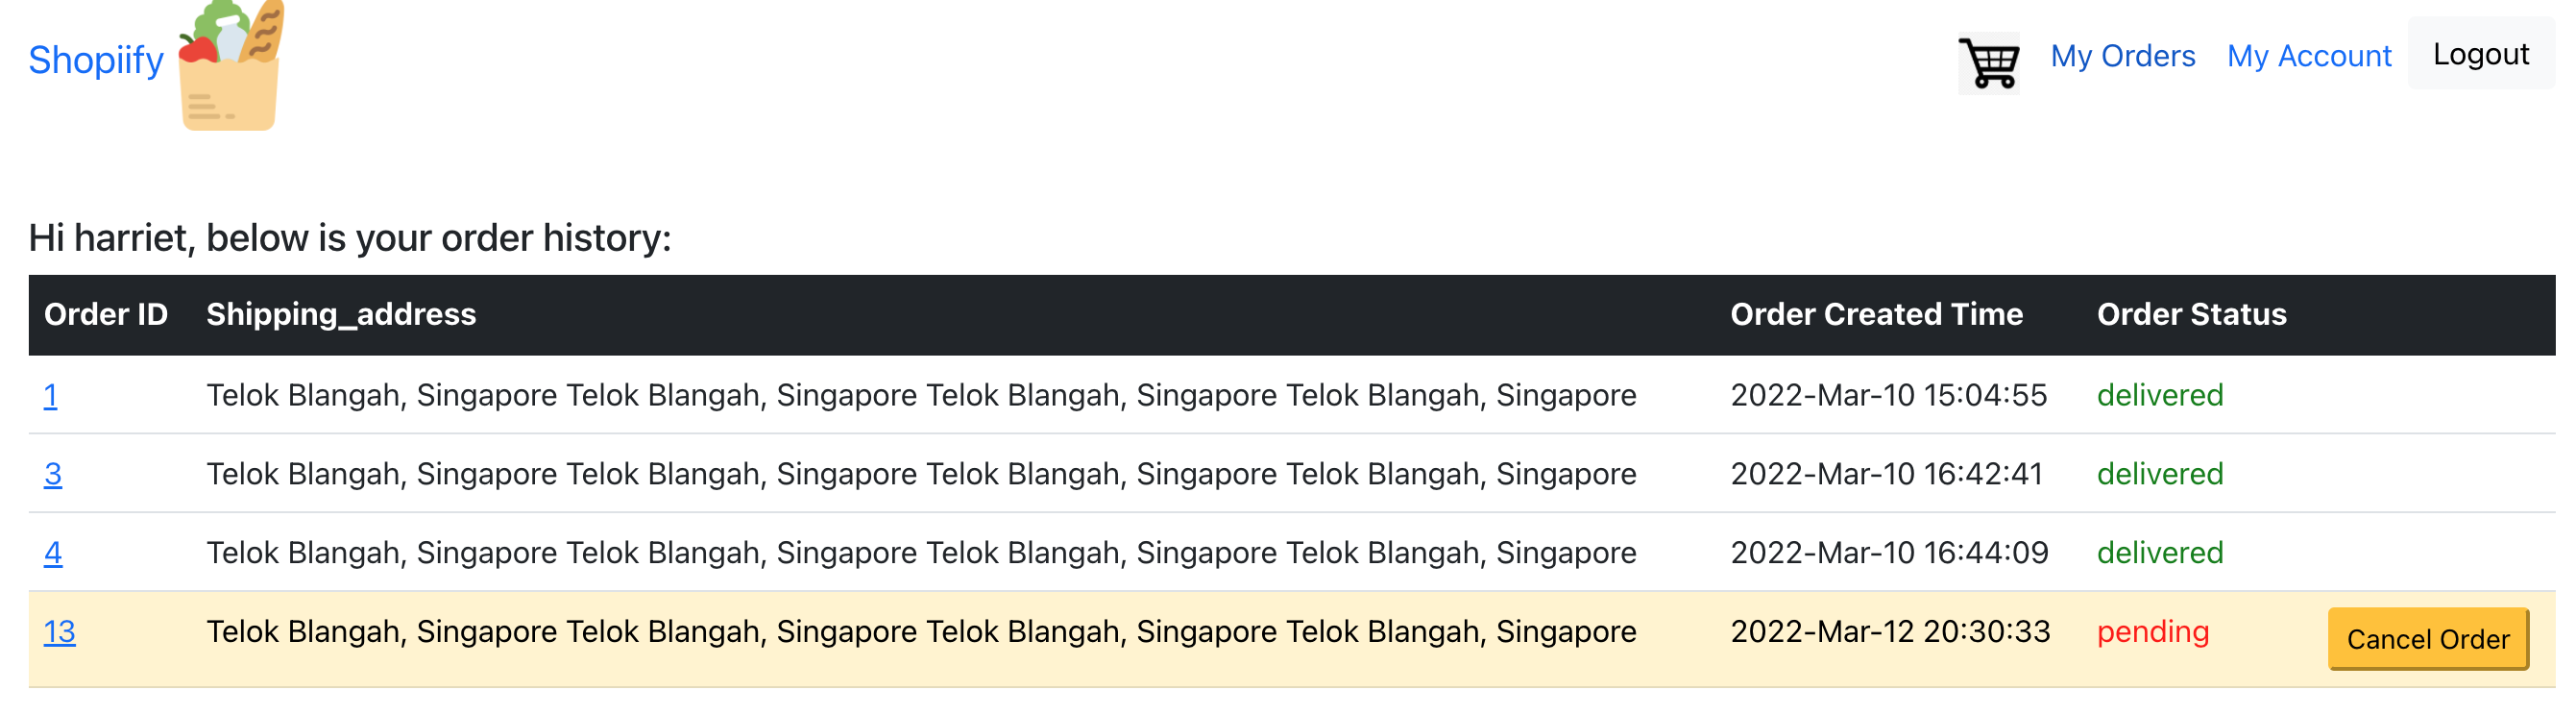 Shopiify My Orders My Account Logout
Hi harriet, below is your order history:
Order ID Shipping_address Order Created Time Order Status
1 Telok Blangah, Singapore Telok Blangah, Singapore Telok Blangah, Singapore Telok Blangah, Singapore 2022-Mar-10 15:04:55 delivered
3 Telok Blangah, Singapore Telok Blangah, Singapore Telok Blangah, Singapore Telok Blangah, Singapore 2022-Mar-10 16:42:41 delivered
4 Telok Blangah, Singapore Telok Blangah, Singapore Telok Blangah, Singapore Telok Blangah, Singapore 2022-Mar-10 16:44:09 delivered
13 Telok Blangah, Singapore Telok Blangah, Singapore Telok Blangah, Singapore Telok Blangah, Singapore 2022-Mar-12 20:30:33 pending Cancel Order